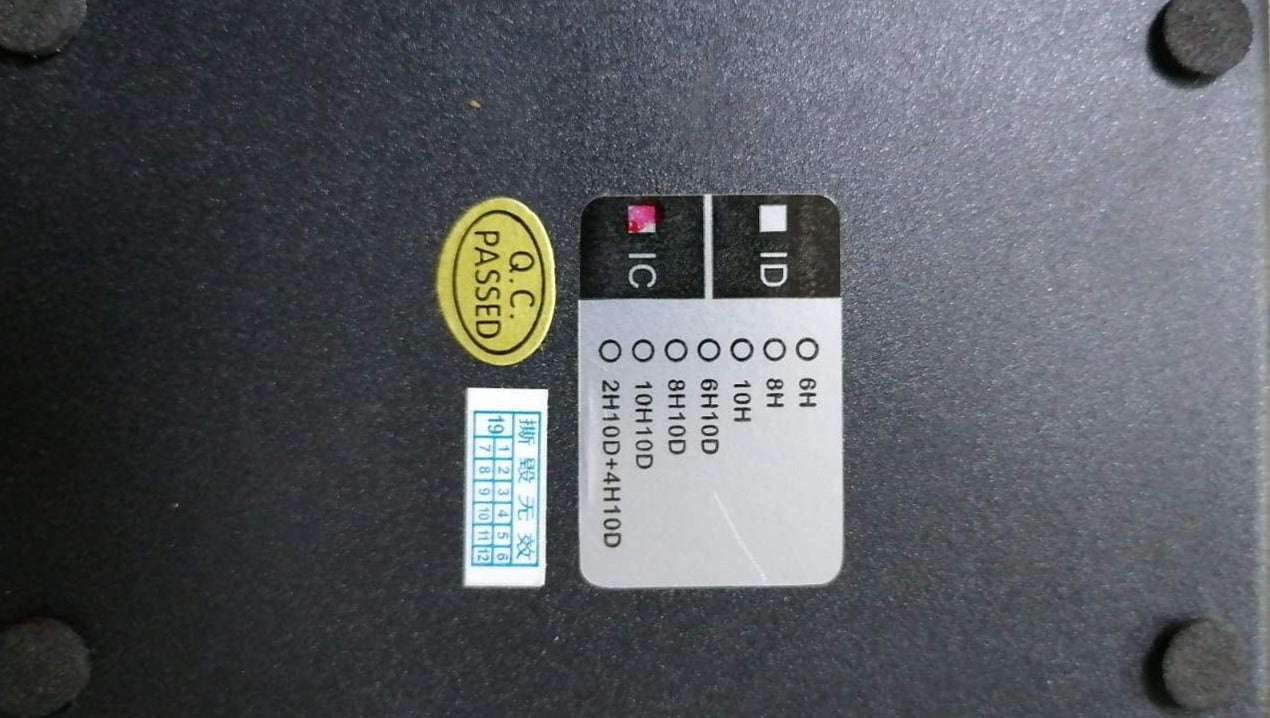 ID
IC
6H
8H
10H
6H10D
8H10D
10H10D
2H10D+4H10D
Q.C.
PASSED
撕毁无效
19 1 2 3 4 5 6
7 8 9 10 11 12